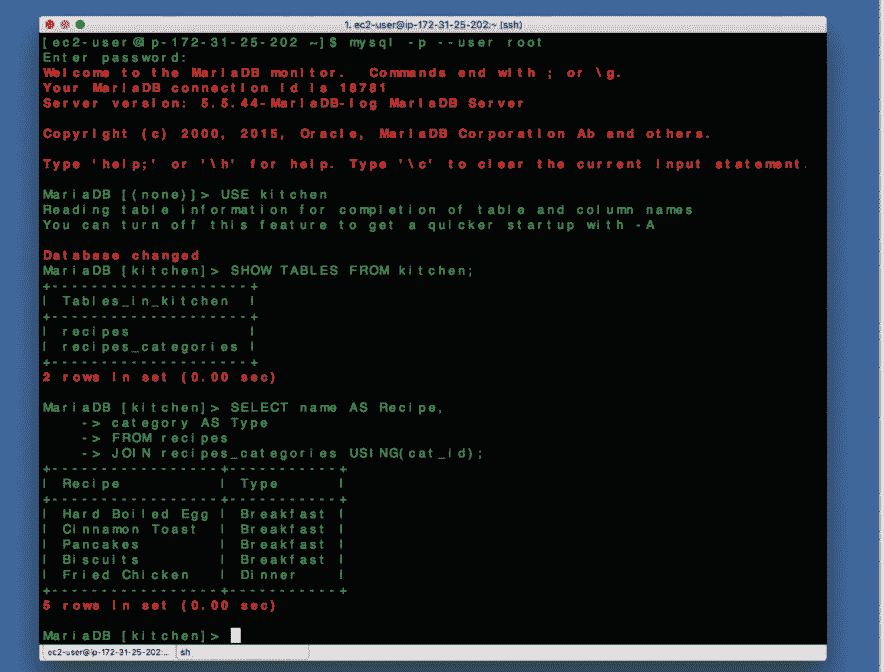 1. ec2-user@ip-172-31-25-202:~ (ssh)
[ec2-user@ip-172-31-25-202 ~]$ mysql -p --user root
Enter password:
Welcome to the MariaDB monitor.  Commands end with ; or \g.
Your MariaDB connection id is 18781
Server version: 5.5.44-MariaDB-log MariaDB Server

Copyright (c) 2000, 2015, Oracle, MariaDB Corporation Ab and others.

Type 'help;' or '\h' for help. Type '\c' to clear the current input statement.

MariaDB [(none)]> USE kitchen
Reading table information for completion of table and column names
You can turn off this feature to get a quicker startup with -A

Database changed
MariaDB [kitchen]> SHOW TABLES FROM kitchen;
+--------------------+
| Tables_in_kitchen  |
+--------------------+
| recipes            |
| recipes_categories |
+--------------------+
2 rows in set (0.00 sec)

MariaDB [kitchen]> SELECT name AS Recipe,
    -> category AS Type
    -> FROM recipes
    -> JOIN recipes_categories USING(cat_id);
+-----------------+-----------+
| Recipe          | Type      |
+-----------------+-----------+
| Hard Boiled Egg | Breakfast |
| Cinnamon Toast  | Breakfast |
| Pancakes        | Breakfast |
| Biscuits        | Breakfast |
| Fried Chicken   | Dinner    |
+-----------------+-----------+
5 rows in set (0.00 sec)

MariaDB [kitchen]>
ec2-user@ip-172-31-25-202:... sh